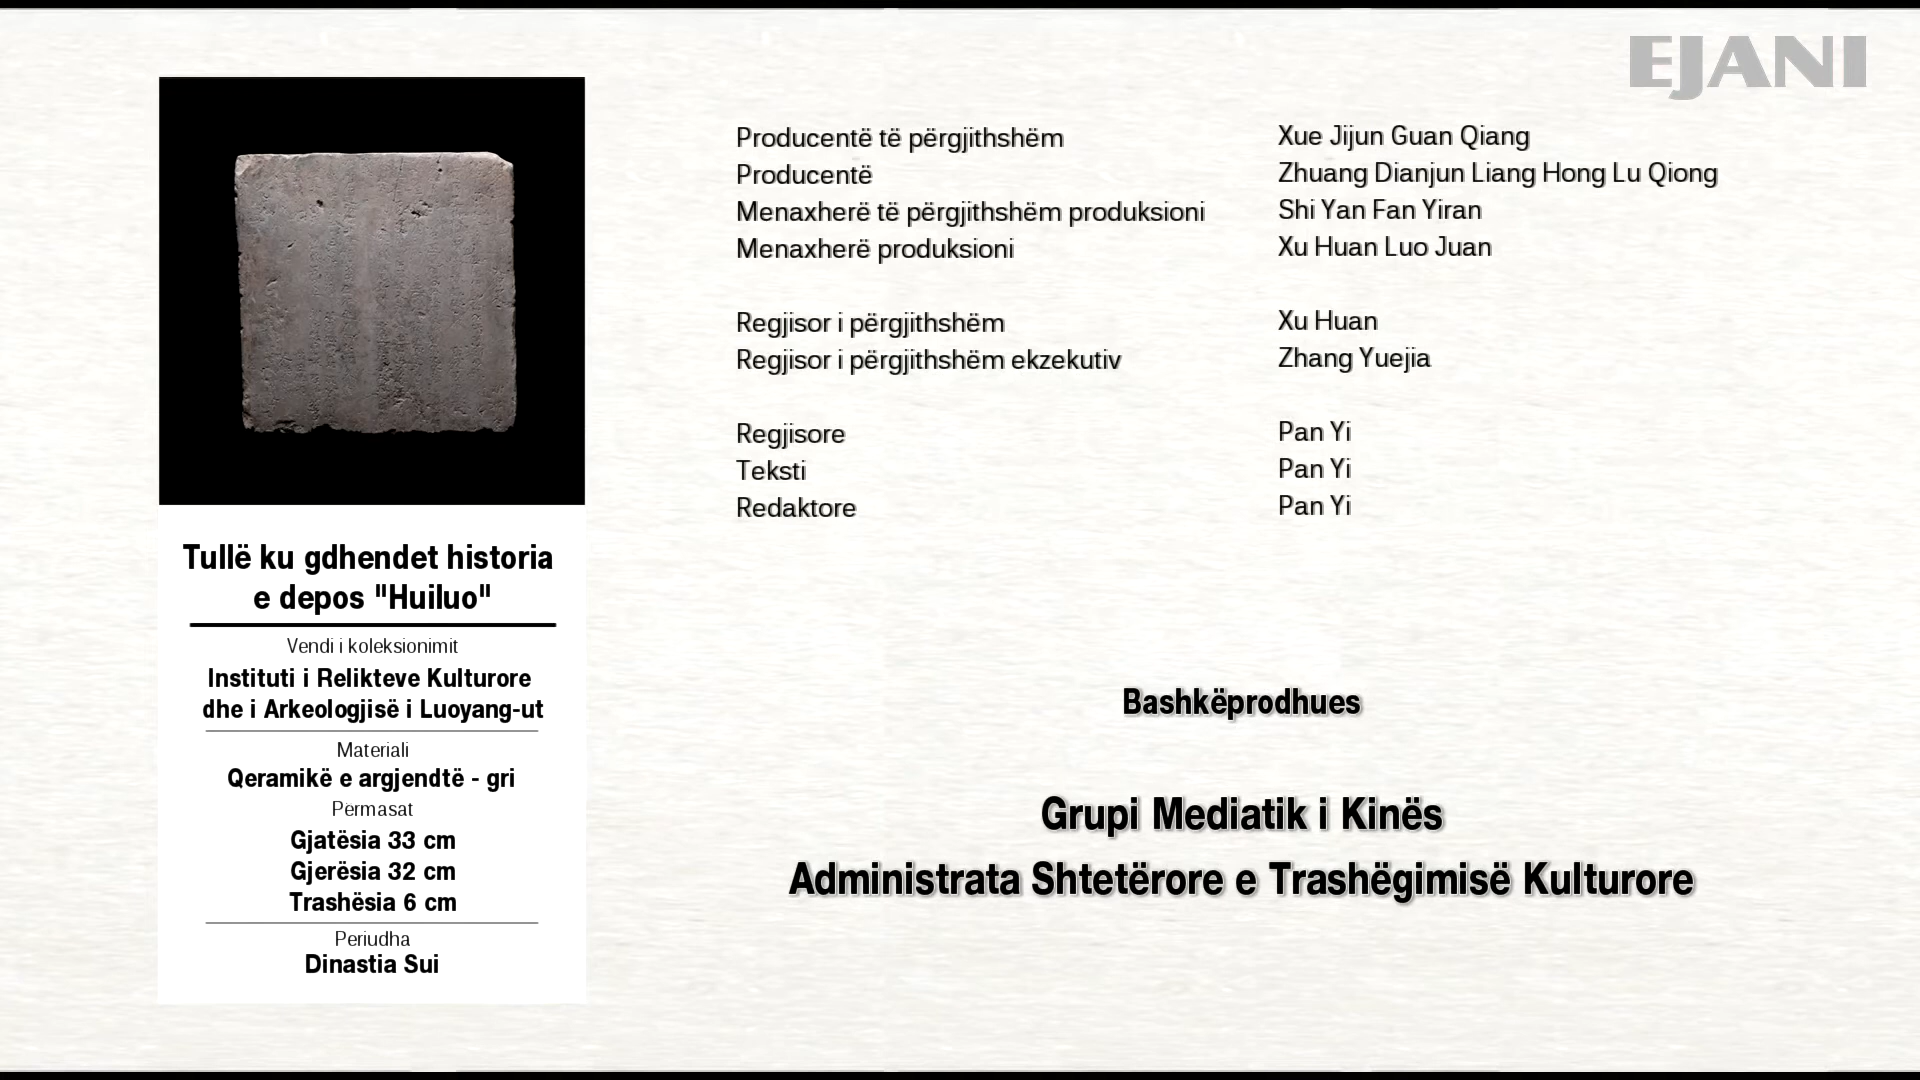 EJANI
Tullë ku gdhendet historia
e depos "Huiluo"
Vendi i koleksionimit
Instituti i Relikteve Kulturore
dhe i Arkeologjisë i Luoyang-ut
Materiali
Qeramikë e argjendtë - gri
Përmasat
Gjatësia 33 cm
Gjerësia 32 cm
Trashësia 6 cm
Periudha
Dinastia Sui
Producentë të përgjithshëm Xue Jijun Guan Qiang
Producentë Zhuang Dianjun Liang Hong Lu Qiong
Menaxherë të përgjithshëm produksioni Shi Yan Fan Yiran
Menaxherë produksioni Xu Huan Luo Juan
Regjisor i përgjithshëm Xu Huan
Regjisor i përgjithshëm ekzekutiv Zhang Yuejia
Regjisore Pan Yi
Teksti Pan Yi
Redaktore Pan Yi
Bashkëprodhues
Grupi Mediatik i Kinës
Administrata Shtetërore e Trashëgimisë Kulturore